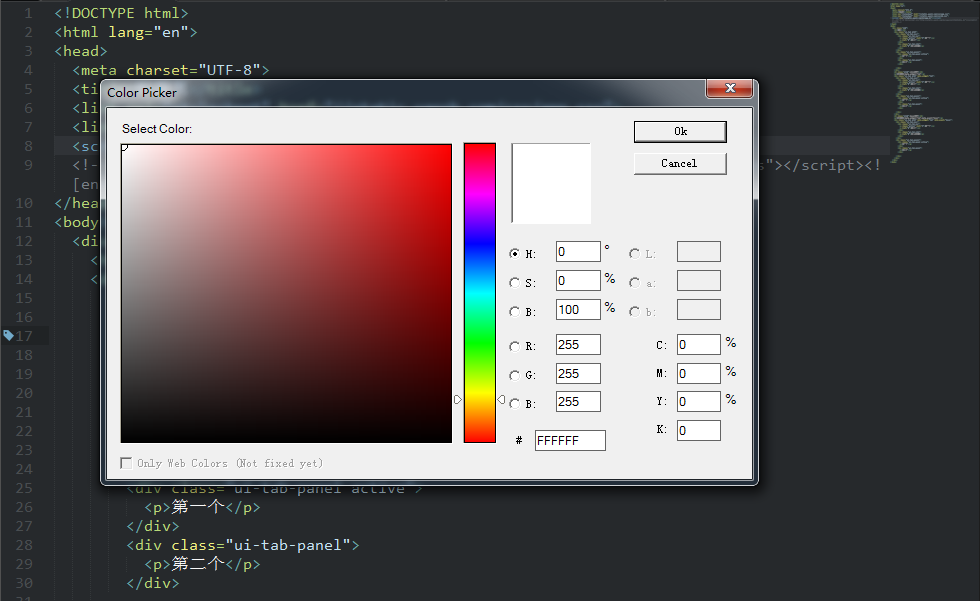 1 <!DOCTYPE html>
2 <html lang="en">
3 <head>
4 <meta charset="UTF-8">
5 <ti
6 <li
7 <li
8 <sc
9 <!- s"></script><!
[en
10 </hea
11 <body
12 <di
13 <
14 <
15
16
17
18
19
20
21
22
23
24
25 <div class="ui-tab-panel active">
26 <p>第一个</p>
27 </div>
28 <div class="ui-tab-panel">
29 <p>第二个</p>
30 </div>
31
Color Picker
Select Color:
Ok
Cancel
H: 0 ° L:
S: 0 % a:
B: 100 % b:
R: 255 C: 0 %
G: 255 M: 0 %
B: 255 Y: 0 %
# FFFFFF K: 0
Only Web Colors (Not fixed yet)